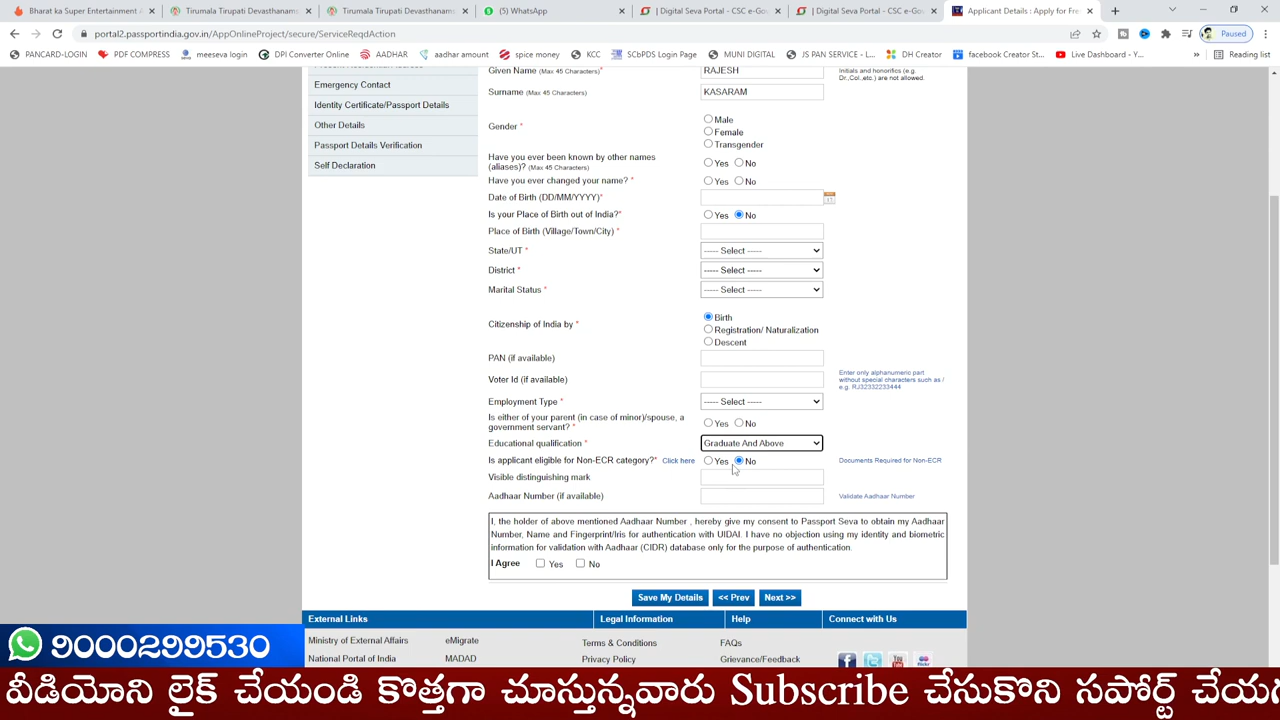 Bharat ka Super Entertainment A
Tirumala Tirupati Devasthanams
Tirumala Tirupati Devasthanams
(5) WhatsApp
| Digital Seva Portal - CSC e-Gov
| Digital Seva Portal - CSC e-Gov
Applicant Details : Apply for Fre
portal2.passportindia.gov.in/AppOnlineProject/secure/ServiceReqdAction
Paused
PANCARD-LOGIN
PDF COMPRESS
meeseva login
DPI Converter Online
AADHAR
aadhar amount
spice money
KCC
SCbPDS Login Page
MUNI DIGITAL
JS PAN SERVICE - L...
DH Creator
facebook Creator St...
Live Dashboard - Y...
»
Reading list
Given Name (Max 45 Characters)*
RAJESH
Initials and honorifics (e.g.
Dr.,Col.,etc.) are not allowed.
Surname (Max 45 Characters)
KASARAM
Emergency Contact
Identity Certificate/Passport Details
Other Details
Passport Details Verification
Self Declaration
Gender *
Male
Female
Transgender
Have you ever been known by other names
(aliases)? (Max 45 Characters) *
Yes No
Have you ever changed your name? *
Yes No
Date of Birth (DD/MM/YYYY)*
Is your Place of Birth out of India?*
Yes No
Place of Birth (Village/Town/City) *
State/UT *
----- Select -----
District *
----- Select -----
Marital Status *
----- Select -----
Citizenship of India by *
Birth
Registration/ Naturalization
Descent
PAN (if available)
Voter Id (if available)
Enter only alphanumeric part
without special characters such as /
e.g. RJ32332233444
Employment Type *
----- Select -----
Is either of your parent (in case of minor)/spouse, a
government servant? *
Yes No
Educational qualification *
Graduate And Above
Is applicant eligible for Non-ECR category?* Click here
Yes No
Documents Required for Non-ECR
Visible distinguishing mark
Aadhaar Number (if available)
Validate Aadhaar Number
I, the holder of above mentioned Aadhaar Number , hereby give my consent to Passport Seva to obtain my Aadhaar
Number, Name and Fingerprint/Iris for authentication with UIDAI. I have no objection using my identity and biometric
information for validation with Aadhaar (CIDR) database only for the purpose of authentication.
I Agree Yes No
Save My Details
<< Prev
Next >>
External Links
Legal Information
Help
Connect with Us
Ministry of External Affairs
eMigrate
Terms & Conditions
FAQs
National Portal of India
MADAD
Privacy Policy
Grievance/Feedback
9000299530
వీడియోని లైక్ చేయండి కొత్తగా చూస్తున్నవారు Subscribe చేసుకొని సపోర్ట్